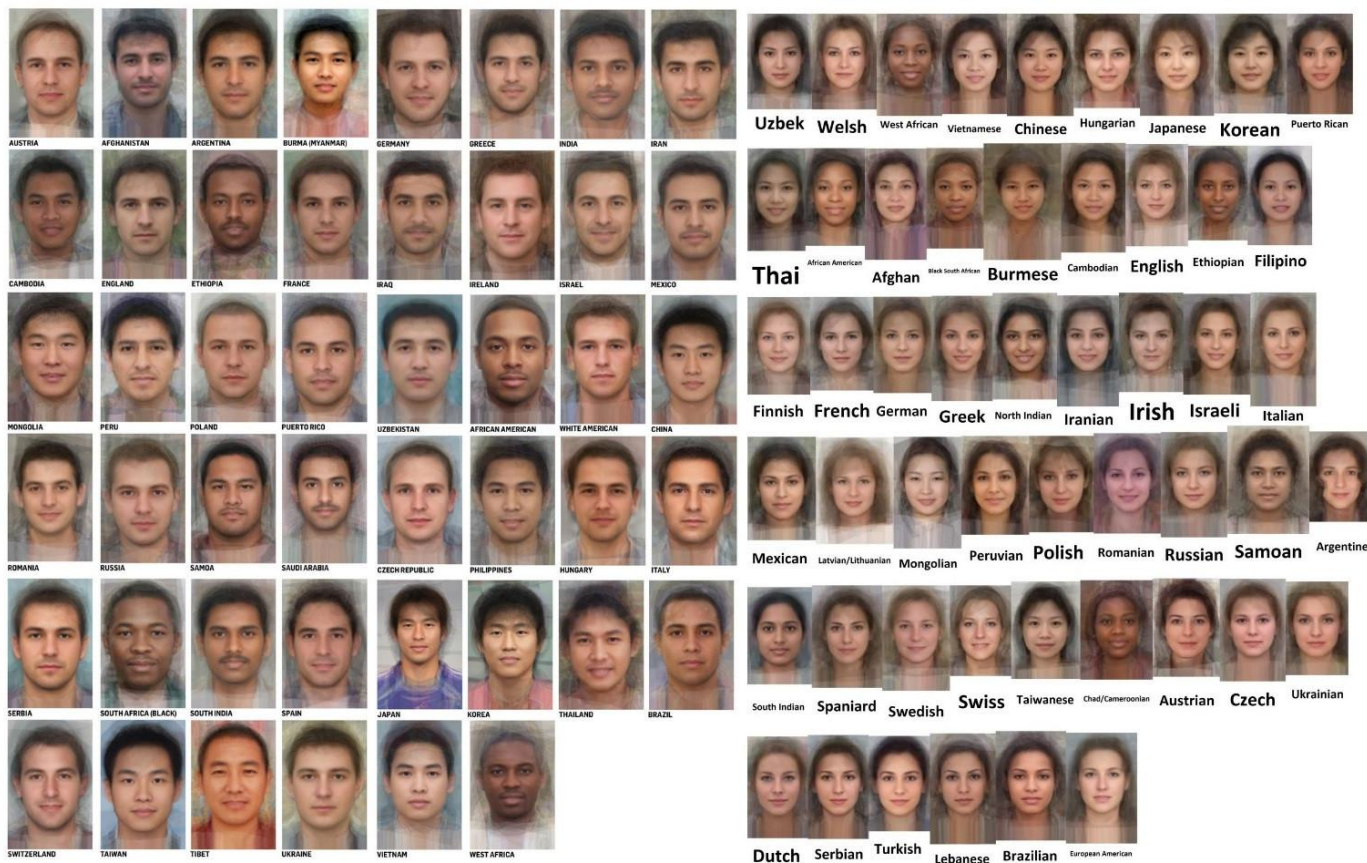 AUSTRIA AFGHANISTAN ARGENTINA BURMA (MYANMAR) GERMANY GREECE INDIA IRAN
CAMBODIA ENGLAND ETHIOPIA FRANCE IRAQ IRELAND ISRAEL MEXICO
MONGOLIA PERU POLAND PUERTO RICO UZBEKISTAN AFRICAN AMERICAN WHITE AMERICAN CHINA
ROMANIA RUSSIA SAMOA SAUDI ARABIA CZECH REPUBLIC PHILIPPINES HUNGARY ITALY
SERBIA SOUTH AFRICA (BLACK) SOUTH INDIA SPAIN JAPAN KOREA THAILAND BRAZIL
SWITZERLAND TAIWAN TIBET UKRAINE VIETNAM WEST AFRICA
Uzbek Welsh West African Vietnamese Chinese Hungarian Japanese Korean Puerto Rican
Thai African American Afghan Black South African Burmese Cambodian English Ethiopian Filipino
Finnish French German Greek North Indian Iranian Irish Israeli Italian
Mexican Latvian/Lithuanian Mongolian Peruvian Polish Romanian Russian Samoan Argentine
South Indian Spaniard Swedish Swiss Taiwanese Chad/Cameroonian Austrian Czech Ukrainian
Dutch Serbian Turkish Lebanese Brazilian European American